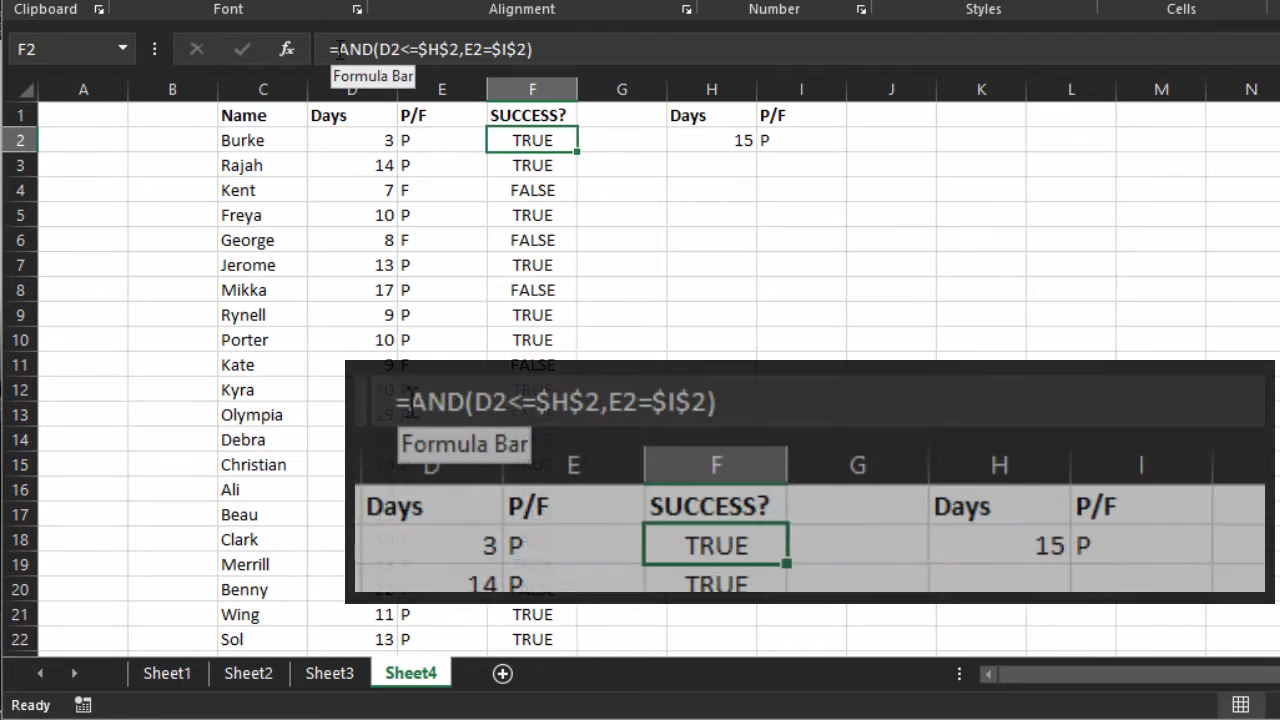 Clipboard Font Alignment Number Styles Cells
F2 fx =AND(D2<=$H$2,E2=$I$2)
Formula Bar
A B C D E F G H I J K L M N
1 Name Days P/F SUCCESS? Days P/F
2 Burke 3 P TRUE 15 P
3 Rajah 14 P TRUE
4 Kent 7 F FALSE
5 Freya 10 P TRUE
6 George 8 F FALSE
7 Jerome 13 P TRUE
8 Mikka 17 P FALSE
9 Rynell 9 P TRUE
10 Porter 10 P TRUE
11 Kate 9 F FALSE
12 Kyra
13 Olympia
14 Debra
15 Christian
16 Ali
17 Beau
18 Clark
19 Merrill
20 Benny
21 Wing 11 P TRUE
22 Sol 13 P TRUE
=AND(D2<=$H$2,E2=$I$2)
Formula Bar
D E F G H I
Days P/F SUCCESS? Days P/F
3 P TRUE 15 P
14 P TRUE
Sheet1 Sheet2 Sheet3 Sheet4
Ready